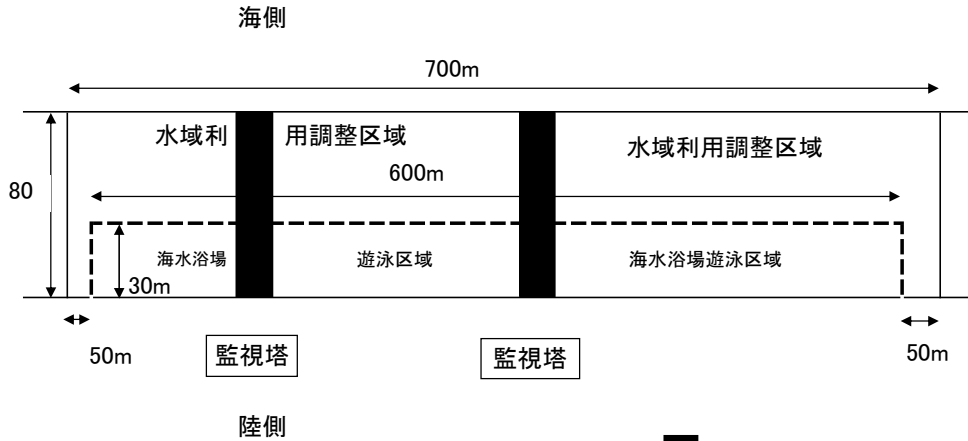 海側
700m
水域利 用調整区域
水域利用調整区域
600m
80
海水浴場 遊泳区域
海水浴場遊泳区域
30m
50m
監視塔
監視塔
50m
陸側